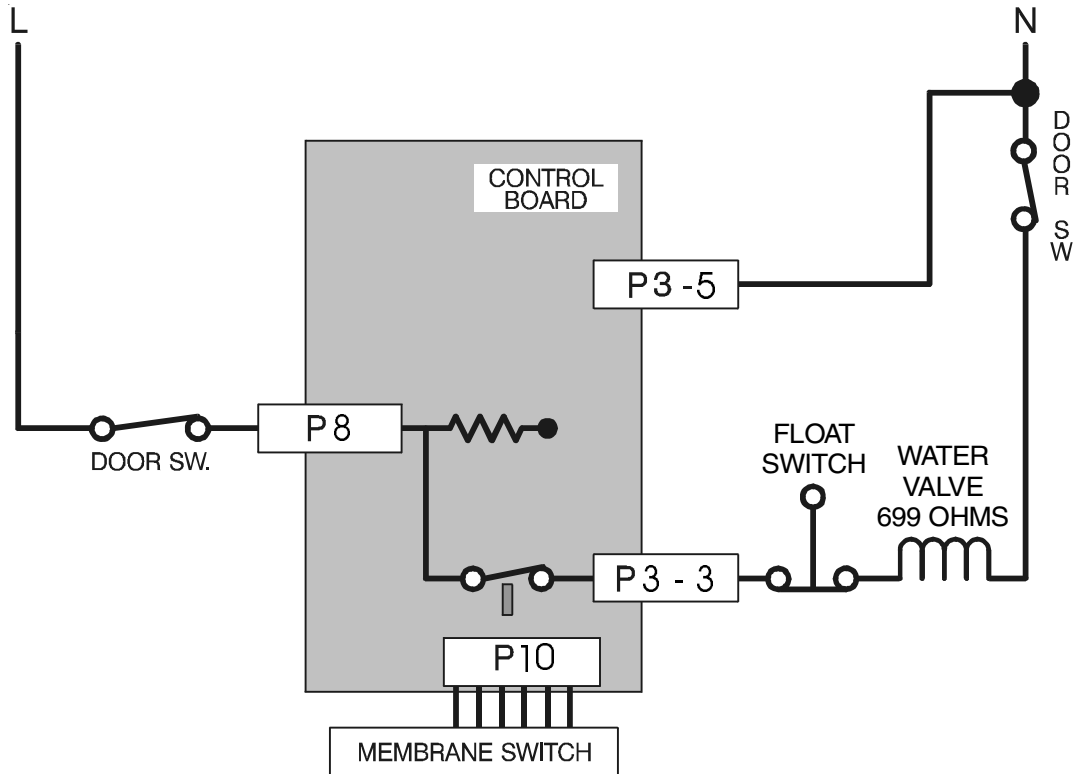 L
N
DOOR SW
CONTROL
BOARD
P3-5
P8
DOOR SW.
FLOAT
SWITCH
WATER
VALVE
699 OHMS
P3-3
P10
MEMBRANE SWITCH